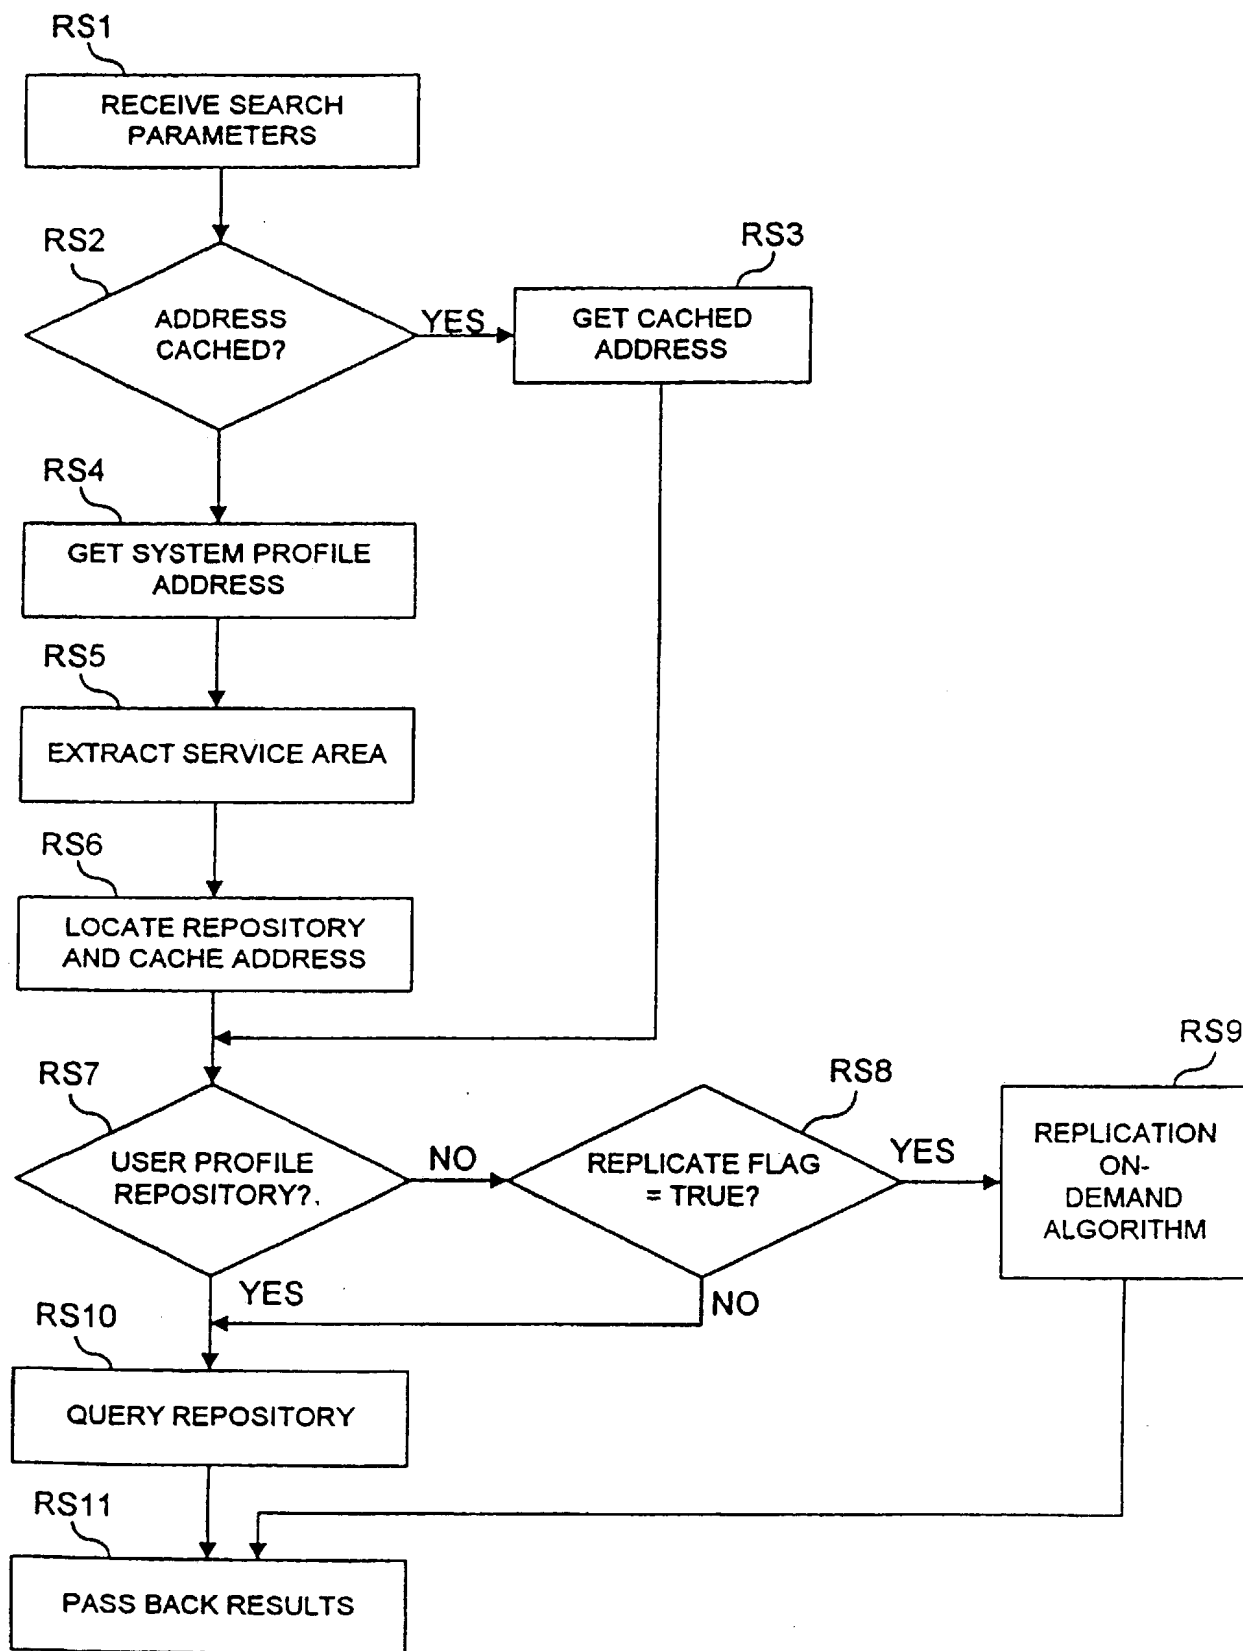 RS1
RECEIVE SEARCH
PARAMETERS
RS2
ADDRESS
CACHED?
YES
RS3
GET CACHED
ADDRESS
RS4
GET SYSTEM PROFILE
ADDRESS
RS5
EXTRACT SERVICE AREA
RS6
LOCATE REPOSITORY
AND CACHE ADDRESS
RS7
USER PROFILE
REPOSITORY?
NO
RS8
REPLICATE FLAG
= TRUE?
YES
RS9
REPLICATION
ON-
DEMAND
ALGORITHM
YES
NO
RS10
QUERY REPOSITORY
RS11
PASS BACK RESULTS